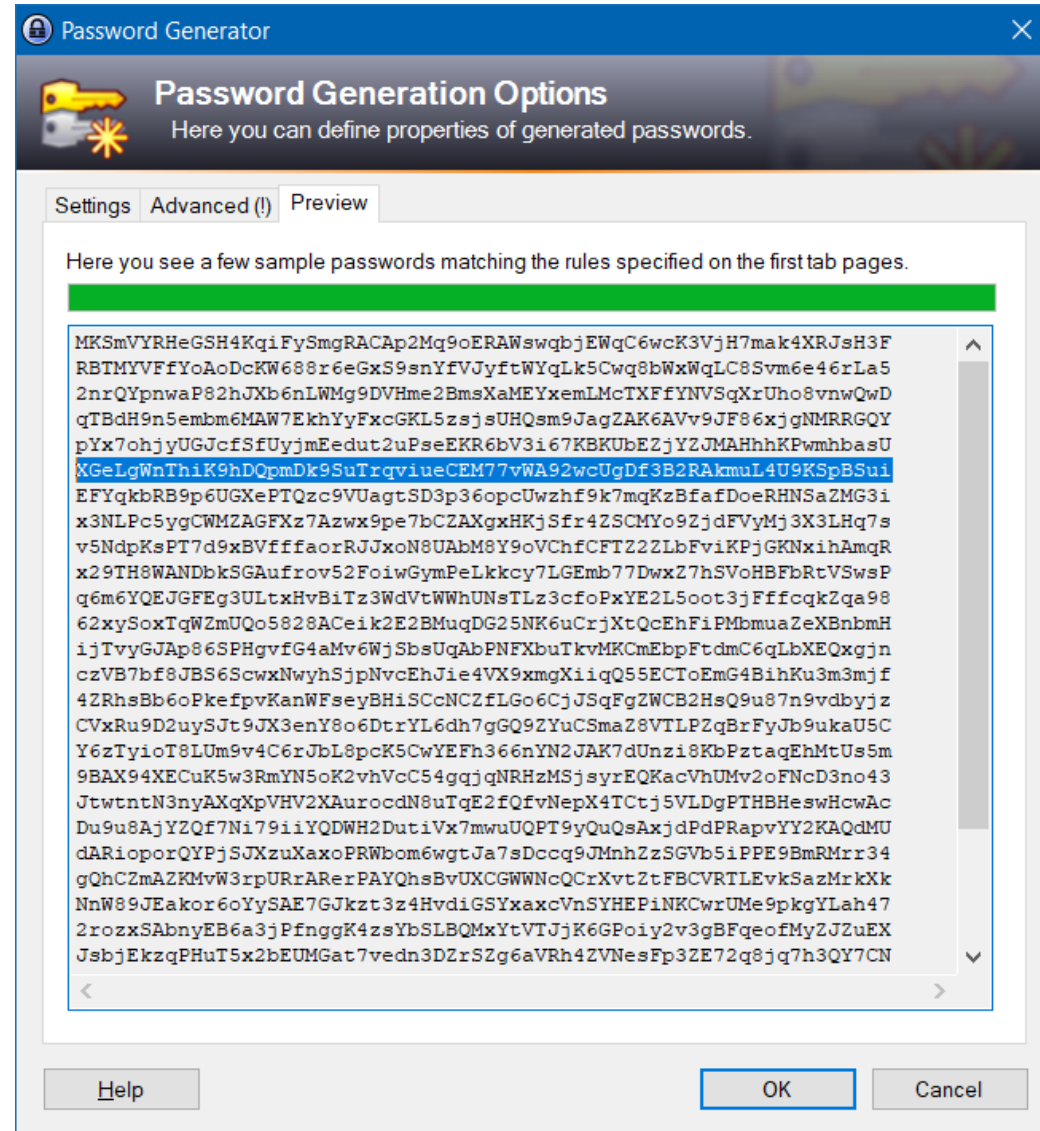 Password Generator
Password Generation Options
Here you can define properties of generated passwords.
Settings Advanced (!) Preview
Here you see a few sample passwords matching the rules specified on the first tab pages.
MKSmVYRHeGSH4KqiFySmgRACAp2Mq9oERAWswqbjEWqC6wcK3VjH7mak4XRJsH3F
RBTMYVFfYoAoDcKW688r6eGxS9snYfVJyftWYqLk5Cwq8bWxWqLC8Svm6e46rLa5
2nrQYpnwaP82hJXb6nLWMg9DVHme2BmsXaMEYxemLMcTXFfYNVSqXrUho8vnwQwD
qTBdH9n5embm6MAW7EkhYyFxcGKL5zsjsUHQsm9JagZAK6AVv9JF86xjgNMRRGQY
pYx7ohjyUGJcfSfUyjmEedut2uPseEKR6bV3i67KBKUbEZjYZJMAHhhKPwmhbasU
XGeLgWnThiK9hDQpmDk9SuTrqviueCEM77vWA92wcUgDf3B2RAkmuL4U9KSpBSui
EFYqkbRB9p6UGXePTQzc9VUagtSD3p36opcUwzhf9k7mqKzBfafDoeRHNSaZMG3i
x3NLPc5ygCWMZAGFXz7Azwx9pe7bCZAXgxHKjSfr4ZSCMYo9ZjdFVyMj3X3LHq7s
v5NdpKsPT7d9xBVfffaorRJJxoN8UAbM8Y9oVChfCFTZ2ZLbFviKPjGKNxihAmqR
x29TH8WANDbkSGAufrov52FoiwGymPeLkkcy7LGEmb77DwxZ7hSVoHBFbRtVSwsP
q6m6YQEJGFEg3ULtxHvBiTz3WdVtWWhUNsTLz3cfoPxYE2L5oot3jFffcqkZqa98
62xySoxTqWZmUQo5828ACeik2E2BMuqDG25NK6uCrjXtQcEhFiPMbmuaZeXBnbmH
ijTvyGJAp86SPHgvfG4aMv6WjSbsUqAbPNFXbuTkvMKCmEbpFtdmC6qLbXEQxgjn
czVB7bf8JBS6ScwxNwyhSjpNvcEhJie4VX9xmgXiiqQ55ECToEmG4BihKu3m3mjf
4ZRhsBb6oPkefpvKanWFseyBHiSCcNCZfLGo6CjJSqFgZWCB2HsQ9u87n9vdbyjz
CVxRu9D2uySJt9JX3enY8o6DtrYL6dh7gGQ9ZYuCSmaZ8VTLPZqBrFyJb9ukaU5C
Y6zTyioT8LUm9v4C6rJbL8pcK5CwYEFh366nYN2JAK7dUnzi8KbPztaqEhMtUs5m
9BAX94XECuK5w3RmYN5oK2vhVcC54gqjqNRHzMSjsyrEQKacVhUMv2oFNcD3no43
JtwtntN3nyAXqXpVHV2XAurocdN8uTqE2fQfvNepX4TCtj5VLDgPTHBHeswHcwAc
Du9u8AjYZQf7Ni79iiYQDWH2DutiVx7mwuUQPT9yQuQsAxjdPdPRapvYY2KAQdMU
dARioporQYPjSJXzuXaxoPRWbom6wgtJa7sDccq9JMnhZzSGVb5iPPE9BmRMrr34
gQhCZmAZKMvW3rpURrARerPAYQhsBvUXCGWWNcQCrXvtZtFBCVRTLEvkSazMrkXk
NnW89JEakor6oYySAE7GJkzt3z4HvdiGSYxaxcVnSYHEPiNKCwrUMe9pkgYLah47
2rozxSAbnyEB6a3jPfnggK4zsYbSLBQMxYtVTJjK6GPoiy2v3gBFqeofMyZJZuEX
JsbjEkzqPHuT5x2bEUMGat7vedn3DZrSZg6aVRh4ZVNesFp3ZE72q8jq7h3QY7CN
Help OK Cancel